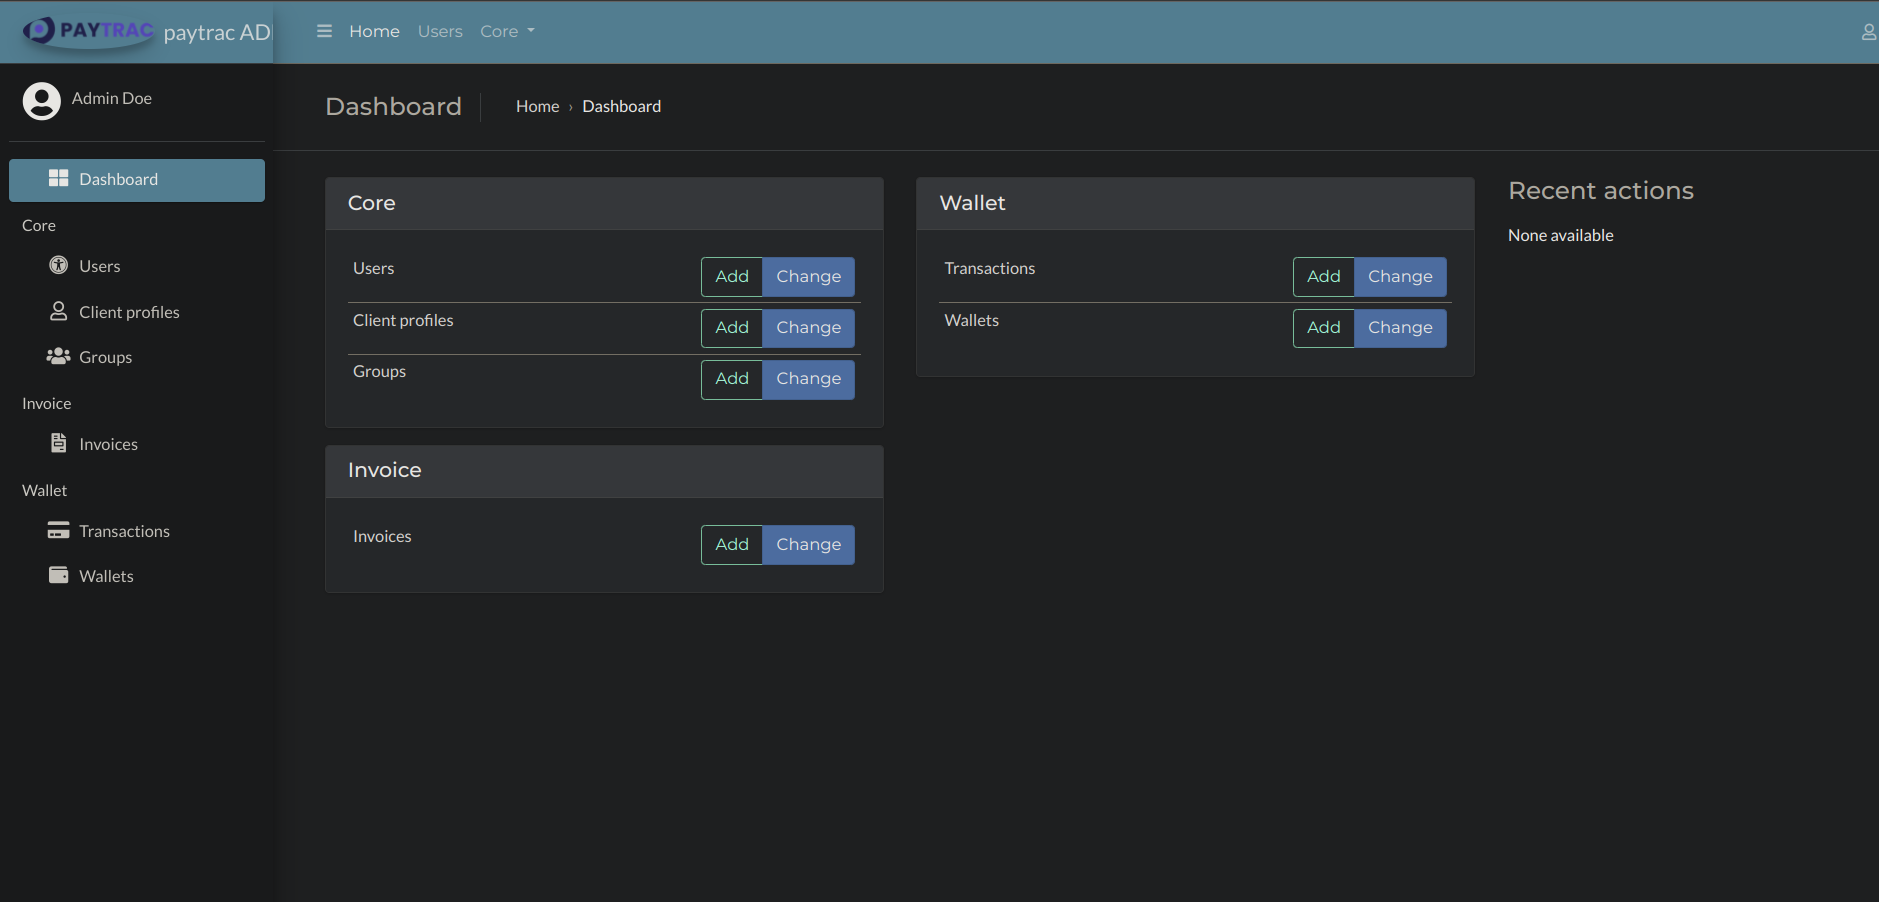 PAYTRAC paytrac AD
Home Users Core
Admin Doe
Dashboard
Core
Users
Client profiles
Groups
Invoice
Invoices
Wallet
Transactions
Wallets
Dashboard
Home › Dashboard
Core
Users Add Change
Client profiles Add Change
Groups Add Change
Invoice
Invoices Add Change
Wallet
Transactions Add Change
Wallets Add Change
Recent actions
None available